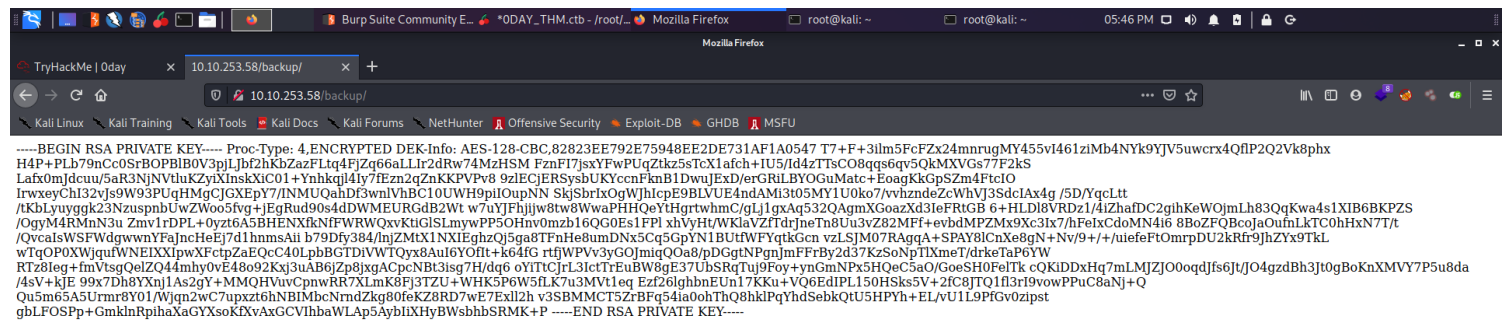 Burp Suite Community E...
*0DAY_THM.ctb - /root/...
Mozilla Firefox
root@kali: ~
root@kali: ~
05:46 PM
Mozilla Firefox
TryHackMe | 0day
10.10.253.58/backup/
10.10.253.58/backup/
8
Kali Linux Kali Training Kali Tools Kali Docs Kali Forums NetHunter Offensive Security Exploit-DB GHDB MSFU
-----BEGIN RSA PRIVATE KEY----- Proc-Type: 4,ENCRYPTED DEK-Info: AES-128-CBC,82823EE792E75948EE2DE731AF1A0547 T7+F+3ilm5FcFZx24mnrugMY455vI461ziMb4NYk9YJV5uwcrx4QflP2Q2Vk8phx
H4P+PLb79nCc0SrBOPBlB0V3pjLJbf2hKbZazFLtq4FjZq66aLLIr2dRw74MzHSM FznFI7jsxYFwPUqZtkz5sTcX1afch+IU5/Id4zTTsCO8qqs6qv5QkMXVGs77F2kS
Lafx0mJdcuu/5aR3NjNVtluKZyiXInskXiC01+Ynhkqjl4Iy7fEzn2qZnKKPVPv8 9zlECjERSysbUKYccnFknB1DwuJExD/erGRiLBYOGuMatc+EoagKkGpSZm4FtcIO
IrwxeyChI32vJs9W93PUqHMgCJGXEpY7/INMUQahDf3wnlVhBC10UWH9piIOupNN SkjSbrIxOgWJhIcpE9BLVUE4ndAMi3t05MY1U0ko7/vvhzndeZcWhVJ3SdcIAx4g /5D/YqcLtt
/tKbLyuyggk23NzuspnbUwZWoo5fvg+jEgRud90s4dDWMEURGdB2Wt w7uYJFhjijw8tw8WwaPHHQeYtHgrtwhmC/gLj1gxAq532QAgmXGoazXd3IeFRtGB 6+HLDl8VRDz1/4iZhafDC2gihKeWOjmLh83QqKwa4s1XIB6BKPZS
/OgyM4RMnN3u Zmv1rDPL+0yzt6A5BHENXfkNfFWRWQxvKtiGlSLmywPP5OHnv0mzb16QG0Es1FPl xhVyHt/WKlaVZfTdrJneTn8Uu3vZ82MFf+evbdMPZMx9Xc3Ix7/hFeIxCdoMN4i6 8BoZFQBcoJaOufnLkTC0hHxN7T/t
/QvcaIsWSFWdgwwnYFaJncHeEj7d1hnmsAii b79Dfy384/lnjZMtX1NXIEghzQj5ga8TFnHe8umDNx5Cq5GpYN1BUtfWFYqtkGcn vzLSJM07RAgqA+SPAY8lCnXe8gN+Nv/9+/+/uiefeFtOmrpDU2kRfr9JhZYx9TkL
wTqOP0XWjqufWNEIXXIpwXFctpZaEQcC40LpbBGTDiVWTQyx8AuI6YOfIt+k64fG rtfjWPVv3yGOJmiqQOa8/pDGgtNPgnJmFFrBy2d37KzSoNpTlXmeT/drkeTaP6YW
RTz8Ieg+fmVtsgQelZQ44mhy0vE48o92Kxj3uAB6jZp8jxgACpcNBt3isg7H/dq6 oYiTtCJrL3IctTrEuBW8gE37UbSRqTuj9Foy+ynGmNPx5HQeC5aO/GoeSH0FelTk cQKiDDxHq7mLMJZJO0oqdJfs6Jt/JO4gzdBh3Jt0gBoKnXMVY7P5u8da
/4sV+kJE 99x7Dh8YXnj1As2gY+MMQHVuvCpnwRR7XLmK8Fj3TZU+WHK5P6W5fLK7u3MVt1eq Ezf26lghbnEUn17KKu+VQ6EdIPL150HSks5V+2fC8JTQ1fl3rI9vowPPuC8aNj+Q
Qu5m65A5Urmr8Y01/Wjqn2wC7upxzt6hNBIMbcNrndZkg80feKZ8RD7wE7Exll2h v3SBMMCT5ZrBFq54ia0ohThQ8hklPqYhdSebkQtU5HPYh+EL/vU1L9PfGv0zipst
gbLFOSPp+GmklnRpihaXaGYXsoKfXvAxGCVIhbaWLAp5AybIiXHyBWsbhbSRMK+P -----END RSA PRIVATE KEY-----